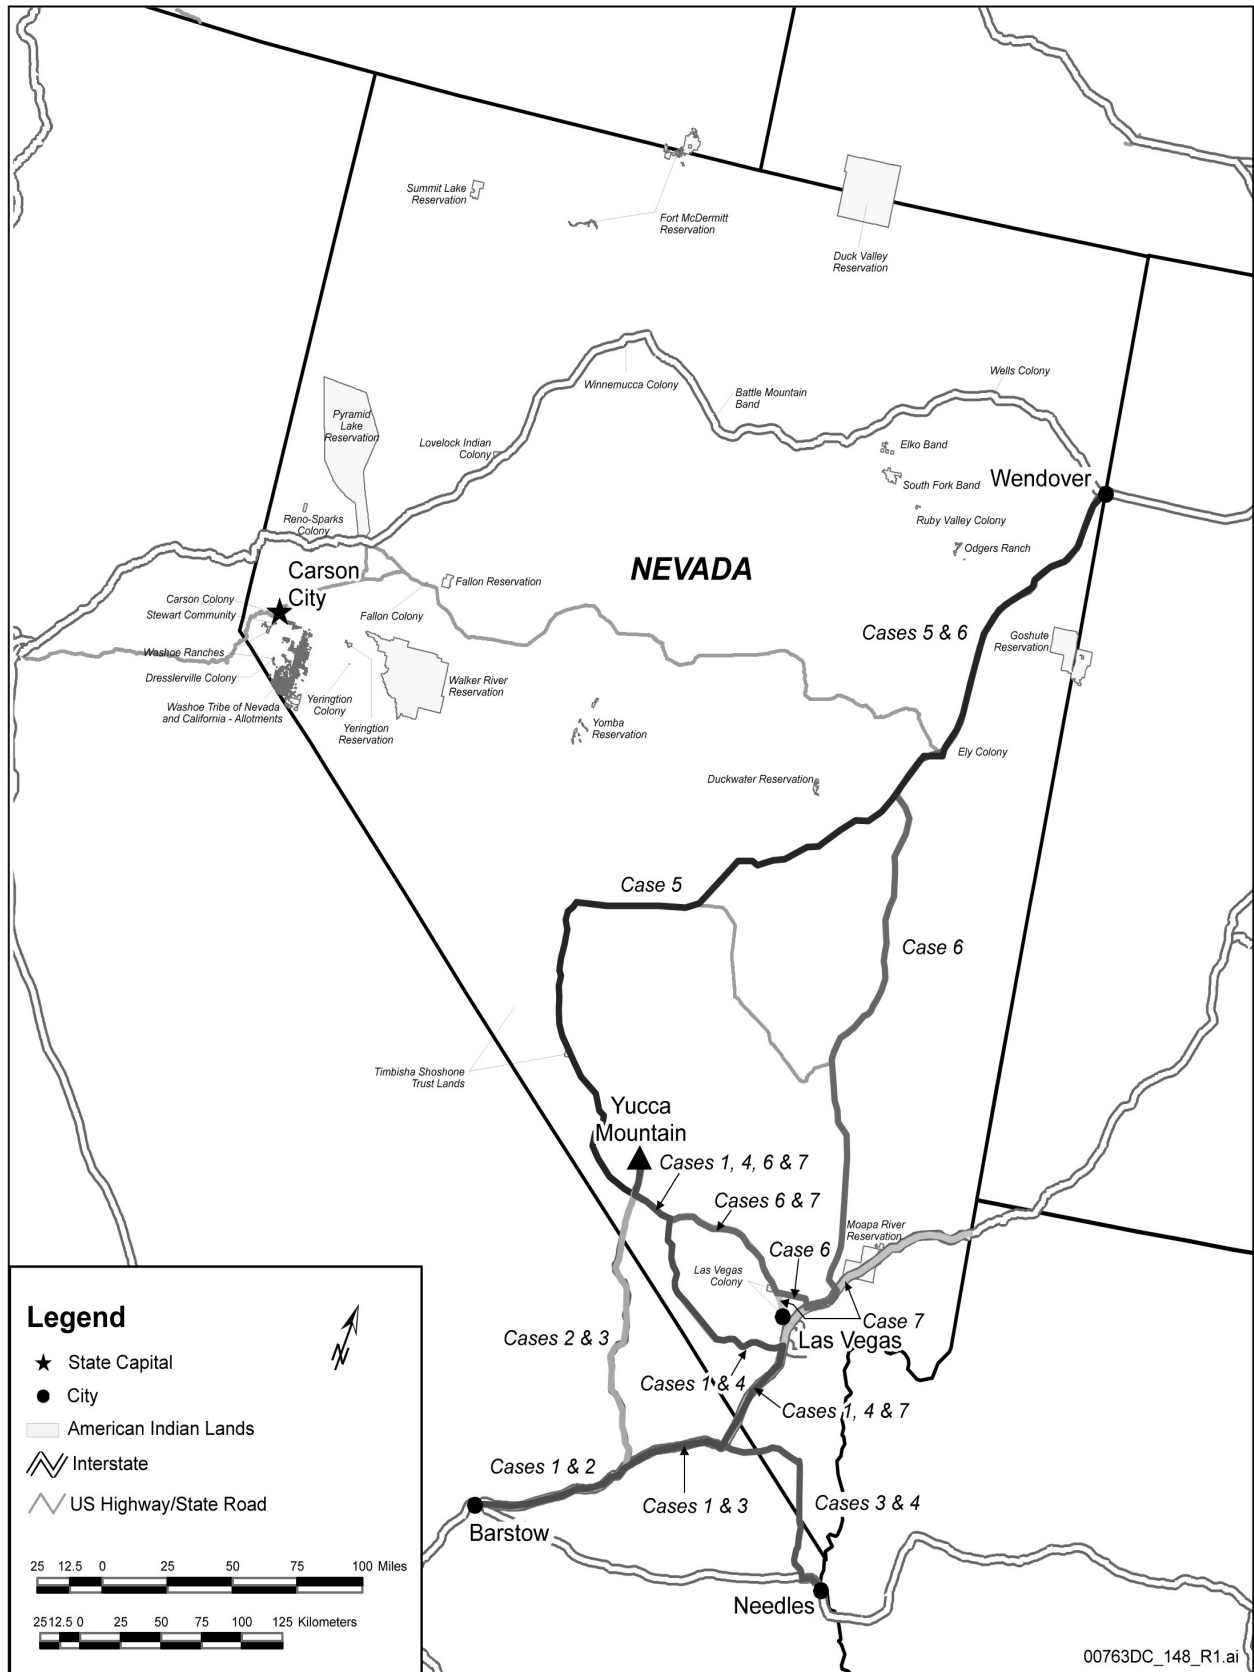 Summit Lake
Reservation
Fort McDermitt
Reservation
Duck Valley
Reservation
Winnemucca Colony
Battle Mountain
Band
Wells Colony
Pyramid
Lake
Reservation
Lovelock Indian
Colony
Elko Band
South Fork Band
Wendover
Ruby Valley Colony
Odgers Ranch
Reno-Sparks
Colony
Carson
City
NEVADA
Fallon Reservation
Fallon Colony
Carson Colony
Stewart Community
Washoe Ranches
Dresslerville Colony
Washoe Tribe of Nevada
and California - Allotments
Yerington
Colony
Yerington
Reservation
Walker River
Reservation
Yomba
Reservation
Cases 5 & 6
Goshute
Reservation
Ely Colony
Duckwater Reservation
Case 5
Case 6
Timbisha Shoshone
Trust Lands
Yucca
Mountain
Cases 1, 4, 6 & 7
Cases 6 & 7
Moapa River
Reservation
Case 6
Las Vegas
Colony
Case 7
Las Vegas
Cases 2 & 3
Cases 1 & 4
Cases 1, 4 & 7
Cases 1 & 2
Cases 1 & 3
Cases 3 & 4
Barstow
Needles
Legend
N
State Capital
City
American Indian Lands
Interstate
US Highway/State Road
25 12.5 0 25 50 75 100 Miles
25 12.5 0 25 50 75 100 125 Kilometers
00763DC_148_R1.ai